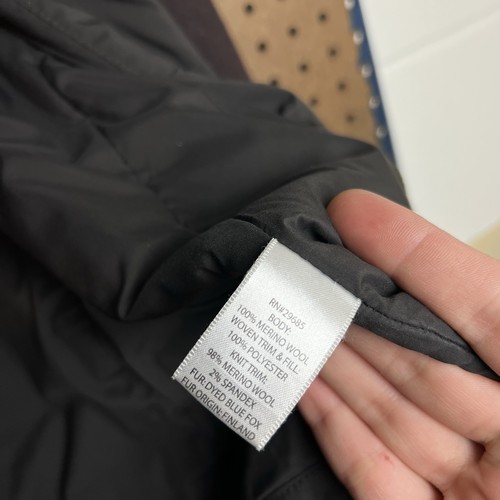 RN#29685
BODY:
100% MERINO WOOL
WOVEN TRIM & FILL:
100% POLYESTER
KNIT TRIM:
98% MERINO WOOL
2% SPANDEX
FUR DYED BLUE FOX
FUR ORIGIN: FINLAND